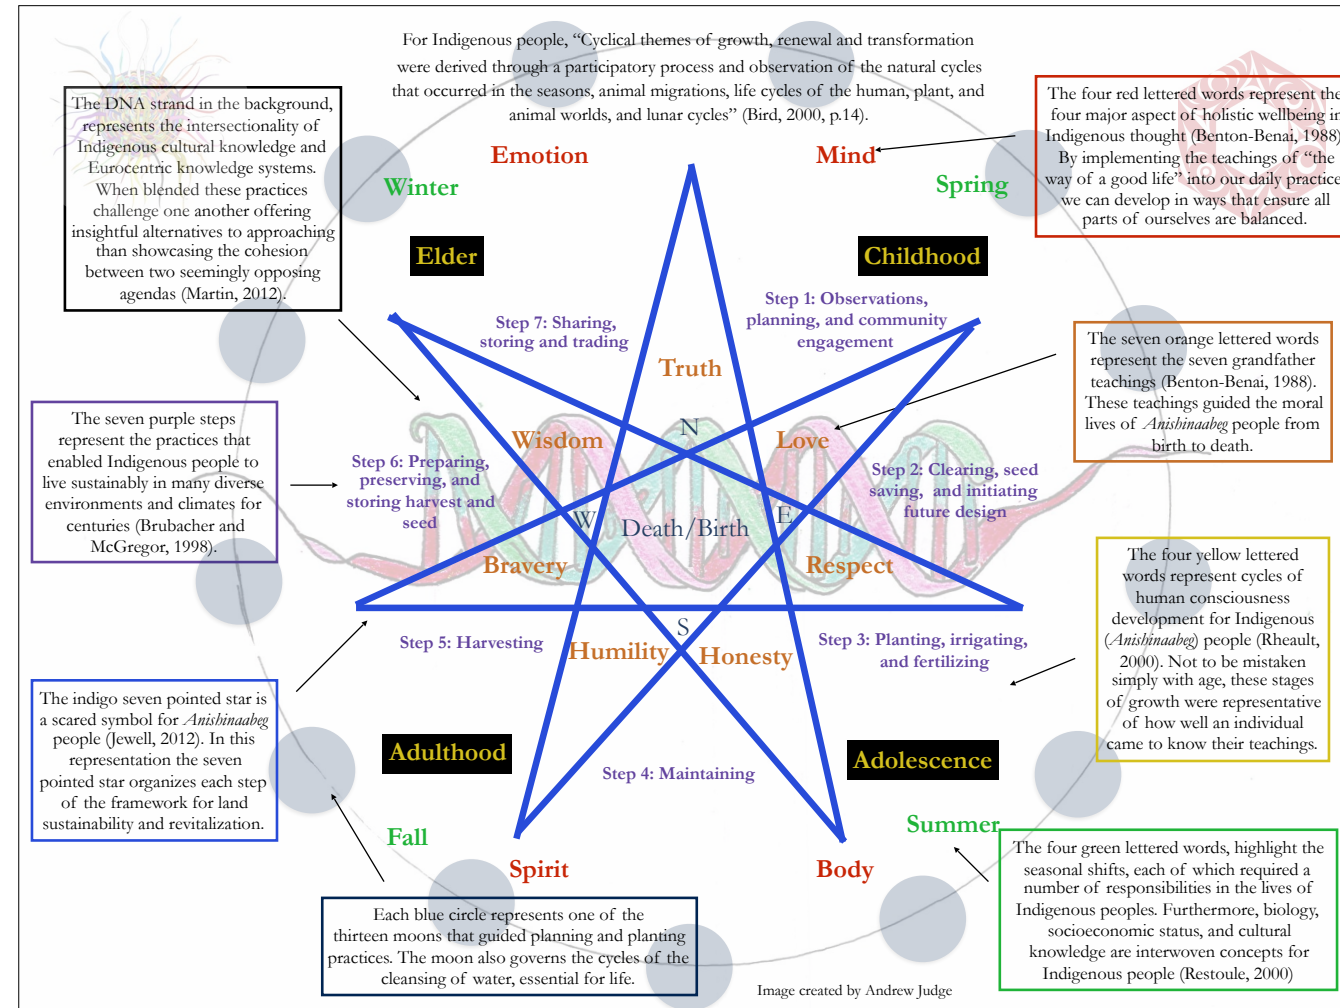 For Indigenous people, “Cyclical themes of growth, renewal and transformation
were derived through a participatory process and observation of the natural cycles
that occurred in the seasons, animal migrations, life cycles of the human, plant, and
animal worlds, and lunar cycles” (Bird, 2000, p.14).
The DNA strand in the background,
represents the intersectionality of
Indigenous cultural knowledge and
Eurocentric knowledge systems.
When blended these practices
challenge one another offering
insightful alternatives to approaching
than showcasing the cohesion
between two seemingly opposing
agendas (Martin, 2012).
The four red lettered words represent the
four major aspect of holistic wellbeing in
Indigenous thought (Benton-Benai, 1988)
By implementing the teachings of “the
way of a good life” into our daily practice
we can develop in ways that ensure all
parts of ourselves are balanced.
Emotion
Mind
Winter
Spring
Elder
Childhood
Step 7: Sharing,
storing and trading
Step 1: Observations,
planning, and community
engagement
The seven orange lettered words
represent the seven grandfather
teachings (Benton-Benai, 1988).
These teachings guided the moral
lives of Anishinaabeg people from
birth to death.
Truth
The seven purple steps
represent the practices that
enabled Indigenous people to
live sustainably in many diverse
environments and climates for
centuries (Brubacher and
McGregor, 1998).
Wisdom
N
Love
Step 6: Preparing,
preserving, and
storing harvest and
seed
Step 2: Clearing, seed
saving, and initiating
future design
W
Death/Birth
E
Bravery
Respect
The four yellow lettered
words represent cycles of
human consciousness
development for Indigenous
(Anishinaabeg) people (Rheault,
2000). Not to be mistaken
simply with age, these stages
of growth were representative
of how well an individual
came to know their teachings.
Step 5: Harvesting
S
Humility
Honesty
Step 3: Planting, irrigating,
and fertilizing
The indigo seven pointed star is
a scared symbol for Anishinaabeg
people (Jewell, 2012). In this
representation the seven
pointed star organizes each step
of the framework for land
sustainability and revitalization.
Adulthood
Adolescence
Step 4: Maintaining
Fall
Summer
Spirit
Body
The four green lettered words, highlight the
seasonal shifts, each of which required a
number of responsibilities in the lives of
Indigenous peoples. Furthermore, biology,
socioeconomic status, and cultural
knowledge are interwoven concepts for
Indigenous people (Restoule, 2000)
Each blue circle represents one of the
thirteen moons that guided planning and planting
practices. The moon also governs the cycles of the
cleansing of water, essential for life.
Image created by Andrew Judge